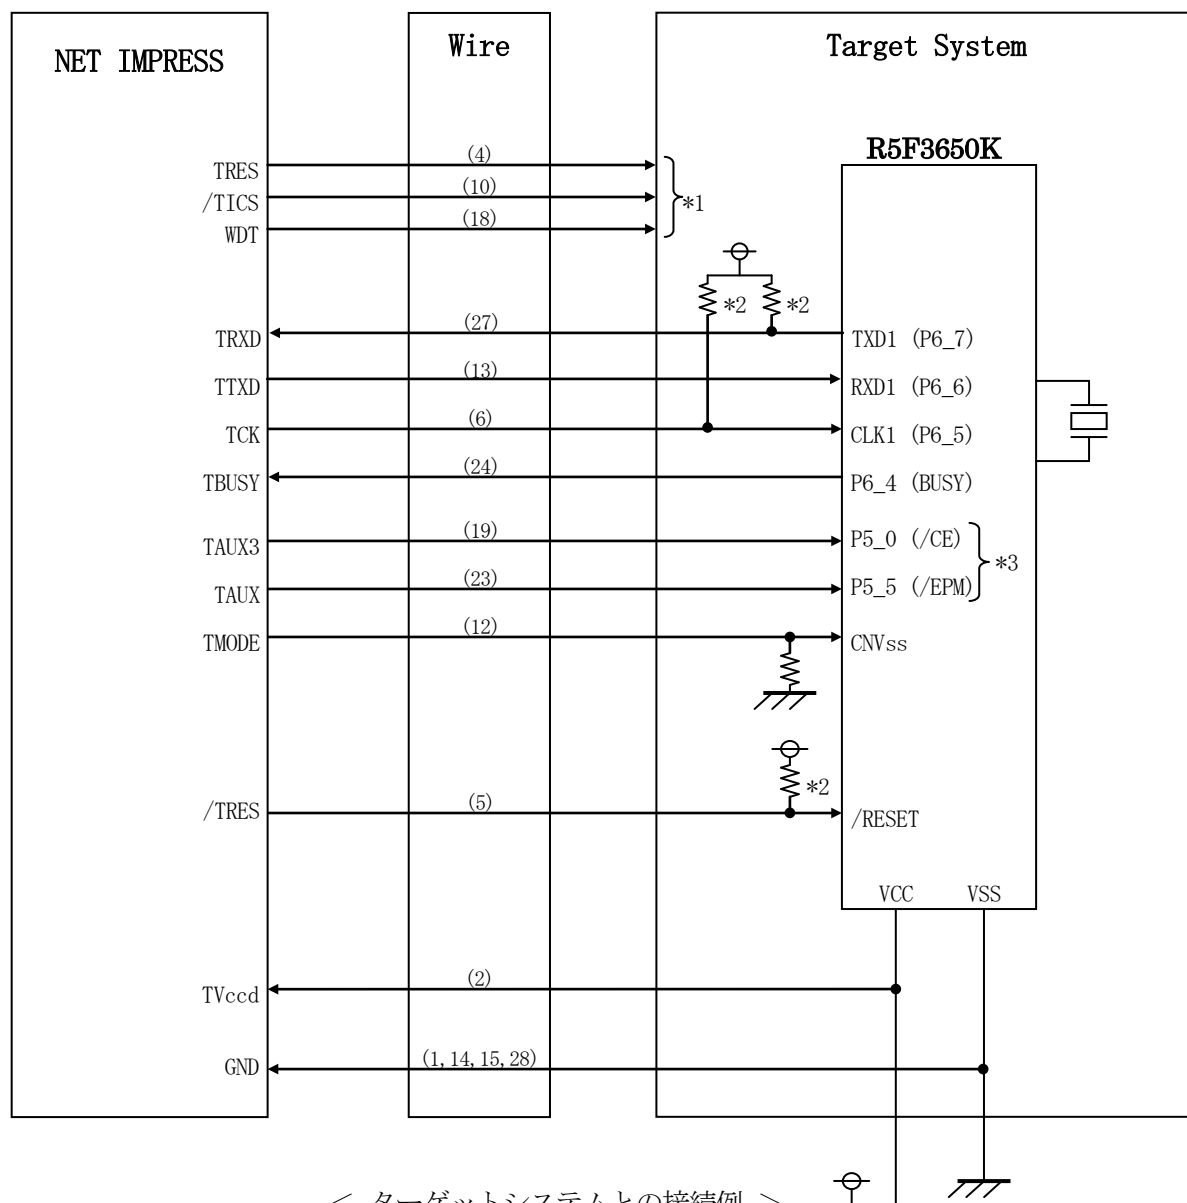 NET IMPRESS
Wire
Target System
R5F3650K
TRES
(4)
/TICS
(10)
*1
WDT
(18)
*2
*2
TRXD
(27)
TXD1 (P6_7)
TTXD
(13)
RXD1 (P6_6)
TCK
(6)
CLK1 (P6_5)
TBUSY
(24)
P6_4 (BUSY)
TAUX3
(19)
P5_0 (/CE)
*3
TAUX
(23)
P5_5 (/EPM)
TMODE
(12)
CNVss
*2
/TRES
(5)
/RESET
VCC
VSS
TVccd
(2)
GND
(1,14,15,28)
< ターゲットシステムとの接続例 >